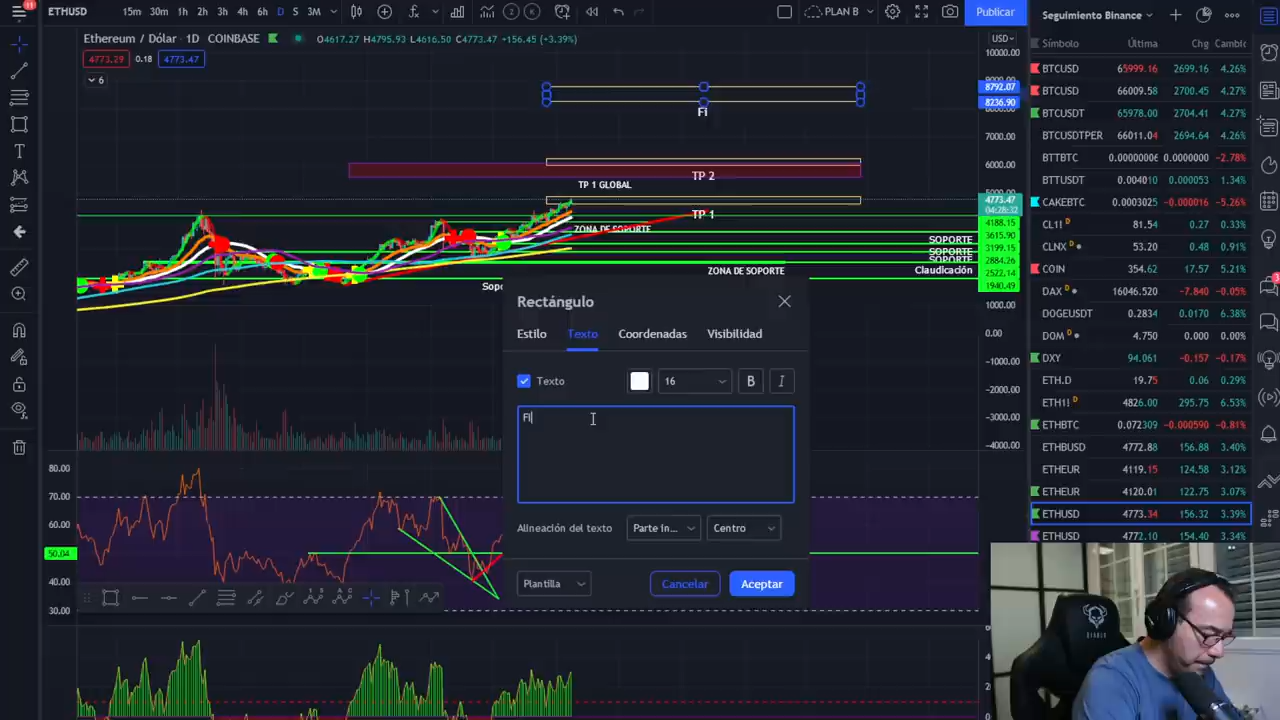 11
ETHUSD
15m 30m 1h 2h 3h 4h 6h D S 3M
PLAN B
Publicar
Ethereum / Dólar · 1D COINBASE
O4617.27 H4795.93 L4616.50 C4773.47 +156.45 (+3.39%)
4773.29 0.18 4773.47
6
USD
10000.00
8792.07
8236.90
7000.00
6000.00
4773.47
04:28:32
4188.15
3615.90
3199.15
2884.26
2522.14
1940.49
1000.00
0.00
−1000.00
−2000.00
−3000.00
−4000.00
FI
TP 2
TP 1 GLOBAL
TP 1
ZONA DE SOPORTE
SOPORTE
SOPORTE
SOPORTE
ZONA DE SOPORTE
Claudicación
Sopo
80.00
70.00
60.00
50.04
40.00
30.00
Rectángulo
Estilo Texto Coordenadas Visibilidad
Texto
16
B I
FI
Alineación del texto Parte in... Centro
Plantilla Cancelar Aceptar
Seguimiento Binance
Símbolo Última Chg Cambio
BTCUSD 65999.16 2699.16 4.26%
BTCUSD 66009.58 2700.45 4.26%
BTCUSDT 65978.00 2704.41 4.27%
BTCUSDTPER 66011.04 2694.64 4.26%
BTTBTC 0.0000006 0.0000000 −2.78%
BTTUSDT 0.004010 0.000053 1.34%
CAKEBTC 0.000301 −0.000016 −5.26%
CL1! D 81.54 0.27 0.33%
CLNX D 53.20 0.48 0.91%
COIN 354.62 17.57 5.21%
DAX D 16046.520 −7.840 −0.05%
DOGEUSDT 0.2834 0.0170 6.38%
DOM 4.750 0.000 0.00%
DXY 94.061 −0.157 −0.17%
ETH.D 19.75 0.06 0.29%
ETH1! D 4826.00 295.75 6.53%
ETHBTC 0.072309 −0.000590 −0.81%
ETHBUSD 4772.88 156.88 3.40%
ETHEUR 4119.15 124.58 3.12%
ETHEUR 4120.01 122.75 3.07%
ETHUSD 4773.34 156.32 3.39%
ETHUSD 4772.10 154.40 3.34%
DIABLO